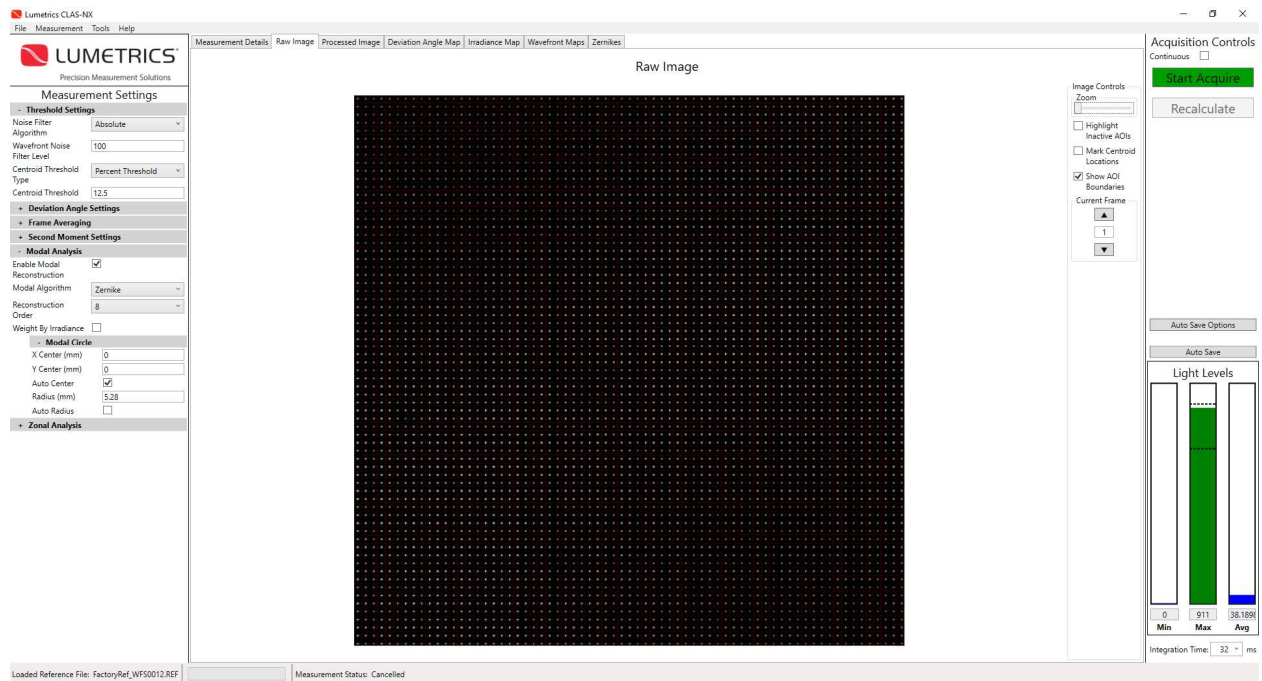 Lumetrics CLAS-NX
File Measurement Tools Help
LUMETRICS
Precision Measurement Solutions
Measurement Settings
- Threshold Settings
Noise Filter Algorithm
Absolute
Wavefront Noise Filter Level
100
Centroid Threshold Type
Percent Threshold
Centroid Threshold
12.5
+ Deviation Angle Settings
+ Frame Averaging
+ Second Moment Settings
- Modal Analysis
Enable Modal Reconstruction
Modal Algorithm
Zernike
Reconstruction Order
8
Weight By Irradiance
- Modal Circle
X Center (mm)
0
Y Center (mm)
0
Auto Center
Radius (mm)
5.28
Auto Radius
+ Zonal Analysis
Measurement Details Raw Image Processed Image Deviation Angle Map Irradiance Map Wavefront Maps Zernikes
Raw Image
Image Controls
Zoom
Highlight
Inactive AOIs
Mark Centroid
Locations
Show AOI
Boundaries
Current Frame
1
Acquisition Controls
Continuous
Start Acquire
Recalculate
Auto Save Options
Auto Save
Light Levels
0 911 38.189
Min Max Avg
Integration Time: 32 ms
Loaded Reference File: FactoryRef_WFS0012.REF
Measurement Status: Cancelled